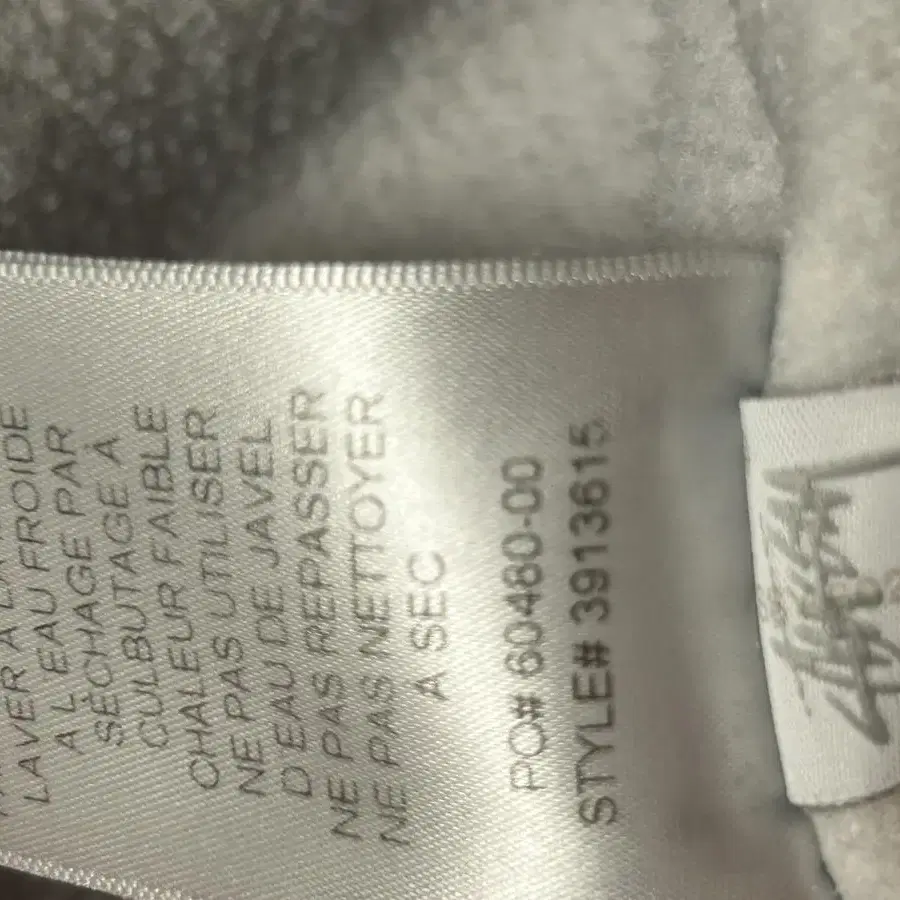 LAVER À L
A L EAU FROIDE
SÉCHAGE PAR
CULBUTAGE À
CHALEUR FAIBLE
NE PAS UTILISER
D EAU DE JAVEL
NE PAS REPASSER
NE PAS NETTOYER
A SEC
PO# 60480-00
STYLE# 3913615